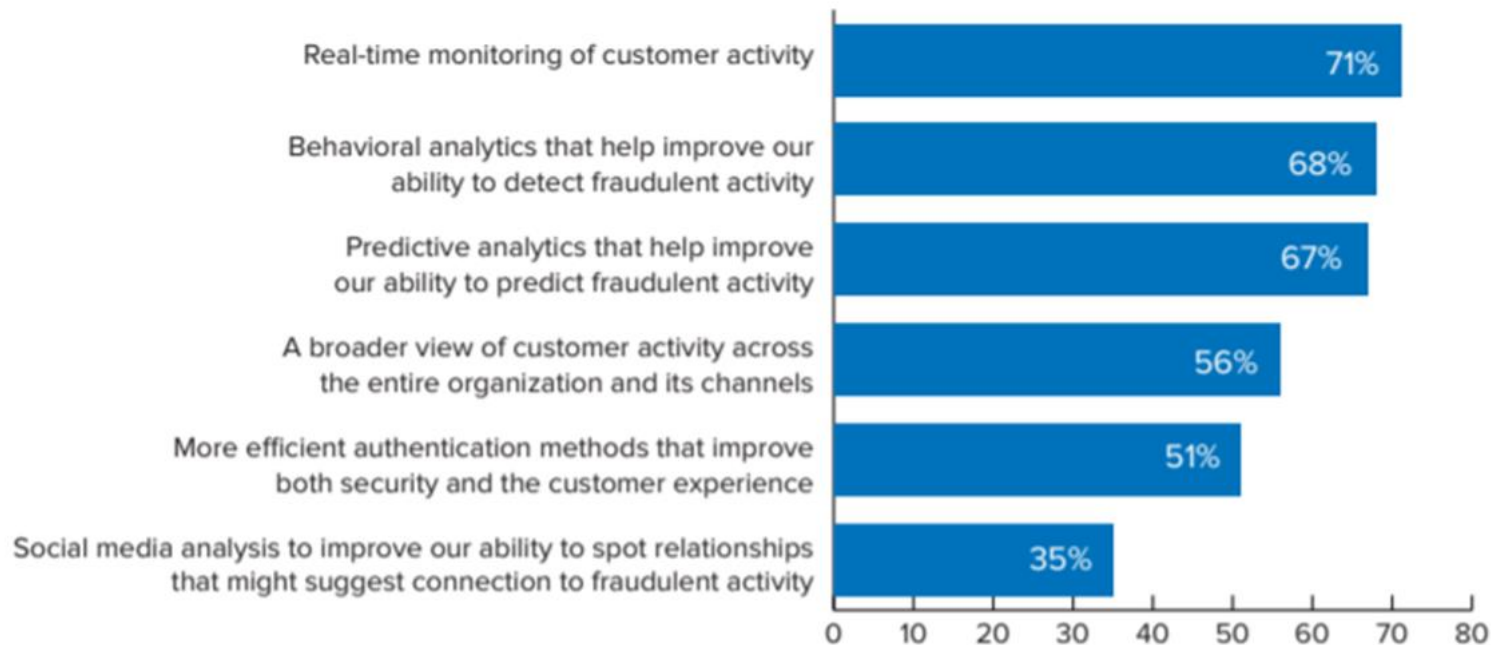 Real-time monitoring of customer activity
71%
Behavioral analytics that help improve our
ability to detect fraudulent activity
68%
Predictive analytics that help improve
our ability to predict fraudulent activity
67%
A broader view of customer activity across
the entire organization and its channels
56%
More efficient authentication methods that improve
both security and the customer experience
51%
Social media analysis to improve our ability to spot relationships
that might suggest connection to fraudulent activity
35%
0 10 20 30 40 50 60 70 80